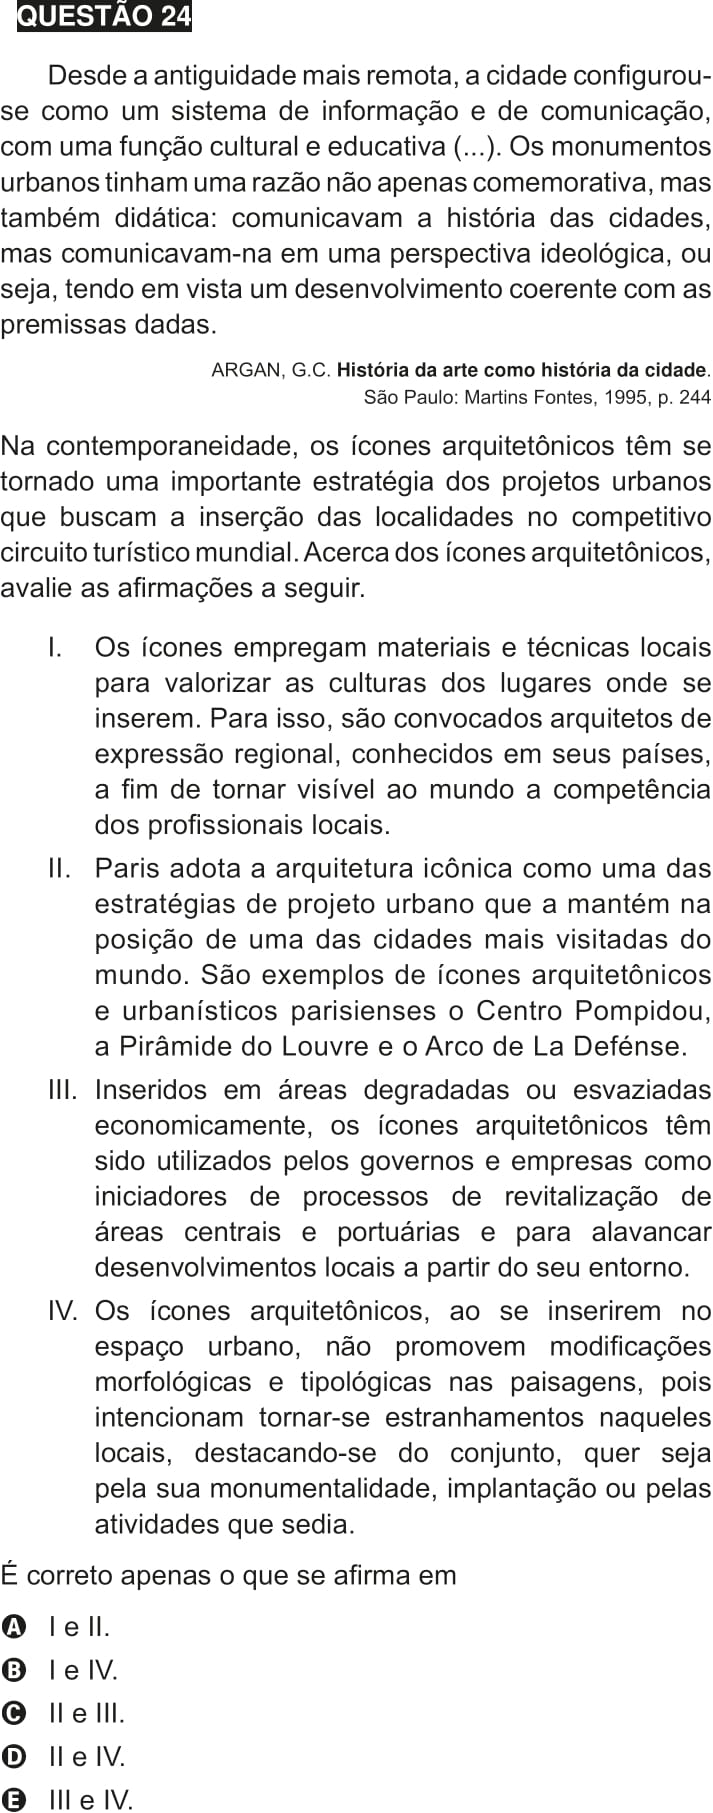 QUESTÃO 24
Desde a antiguidade mais remota, a cidade configurou-
se como um sistema de informação e de comunicação,
com uma função cultural e educativa (...). Os monumentos
urbanos tinham uma razão não apenas comemorativa, mas
também didática: comunicavam a história das cidades,
mas comunicavam-na em uma perspectiva ideológica, ou
seja, tendo em vista um desenvolvimento coerente com as
premissas dadas.
ARGAN, G.C. História da arte como história da cidade.
São Paulo: Martins Fontes, 1995, p. 244
Na contemporaneidade, os ícones arquitetônicos têm se
tornado uma importante estratégia dos projetos urbanos
que buscam a inserção das localidades no competitivo
circuito turístico mundial. Acerca dos ícones arquitetônicos,
avalie as afirmações a seguir.
I. Os ícones empregam materiais e técnicas locais
para valorizar as culturas dos lugares onde se
inserem. Para isso, são convocados arquitetos de
expressão regional, conhecidos em seus países,
a fim de tornar visível ao mundo a competência
dos profissionais locais.
II. Paris adota a arquitetura icônica como uma das
estratégias de projeto urbano que a mantém na
posição de uma das cidades mais visitadas do
mundo. São exemplos de ícones arquitetônicos
e urbanísticos parisienses o Centro Pompidou,
a Pirâmide do Louvre e o Arco de La Defénse.
III. Inseridos em áreas degradadas ou esvaziadas
economicamente, os ícones arquitetônicos têm
sido utilizados pelos governos e empresas como
iniciadores de processos de revitalização de
áreas centrais e portuárias e para alavancar
desenvolvimentos locais a partir do seu entorno.
IV. Os ícones arquitetônicos, ao se inserirem no
espaço urbano, não promovem modificações
morfológicas e tipológicas nas paisagens, pois
intencionam tornar-se estranhamentos naqueles
locais, destacando-se do conjunto, quer seja
pela sua monumentalidade, implantação ou pelas
atividades que sedia.
É correto apenas o que se afirma em
A I e II.
B I e IV.
C II e III.
D II e IV.
E III e IV.